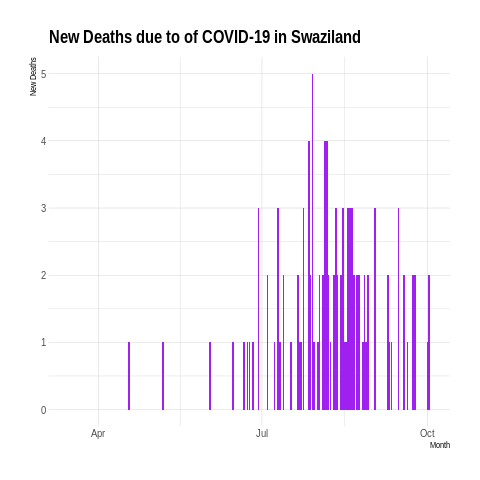 New Deaths due to of COVID-19 in Swaziland
New Deaths
5
4
3
2
1
0
Apr
Jul
Oct
Month